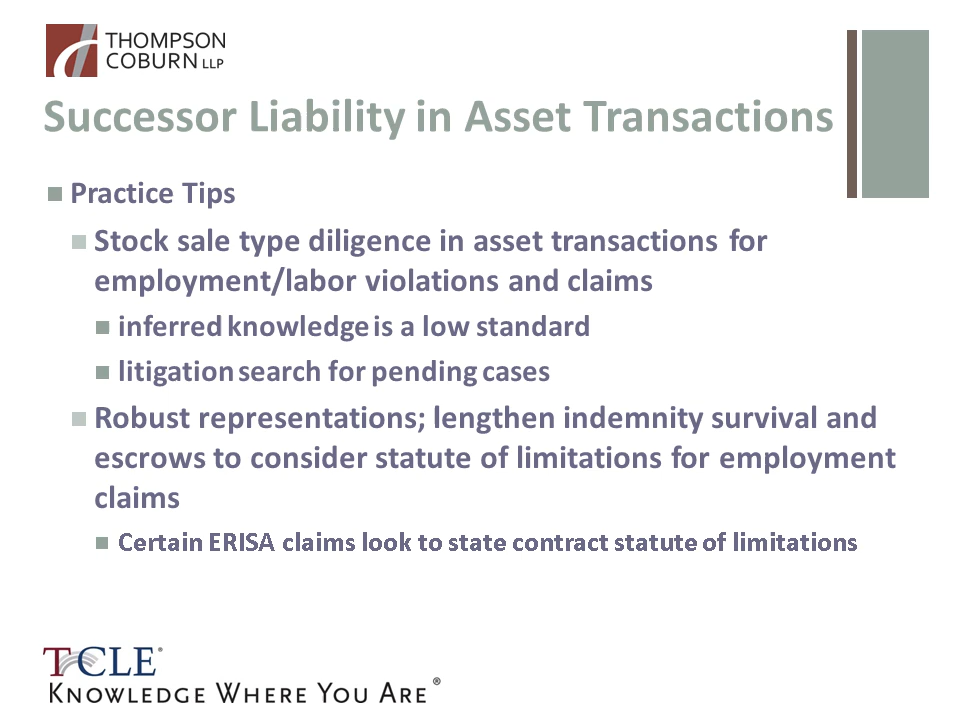 THOMPSON
COBURN LLP
Successor Liability in Asset Transactions
Practice Tips
Stock sale type diligence in asset transactions for
employment/labor violations and claims
inferred knowledge is a low standard
litigation search for pending cases
Robust representations; lengthen indemnity survival and
escrows to consider statute of limitations for employment
claims
Certain ERISA claims look to state contract statute of limitations
TCLE®
KNOWLEDGE WHERE YOU ARE®